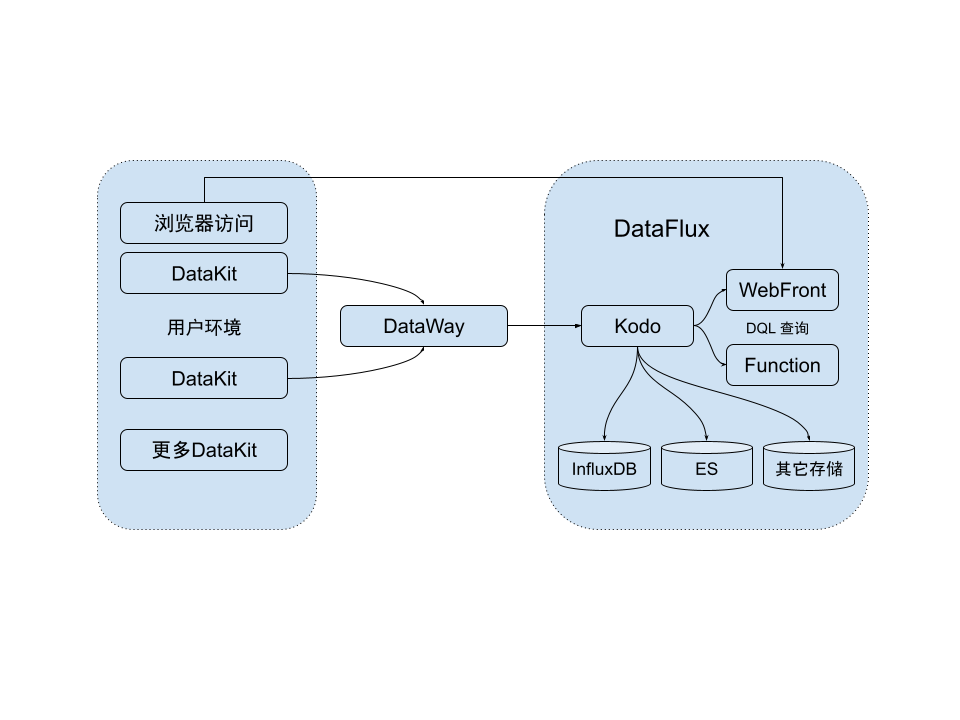 浏览器访问
DataKit
用户环境
DataKit
更多DataKit
DataWay
DataFlux
Kodo
WebFront
DQL 查询
Function
InfluxDB
ES
其它存储